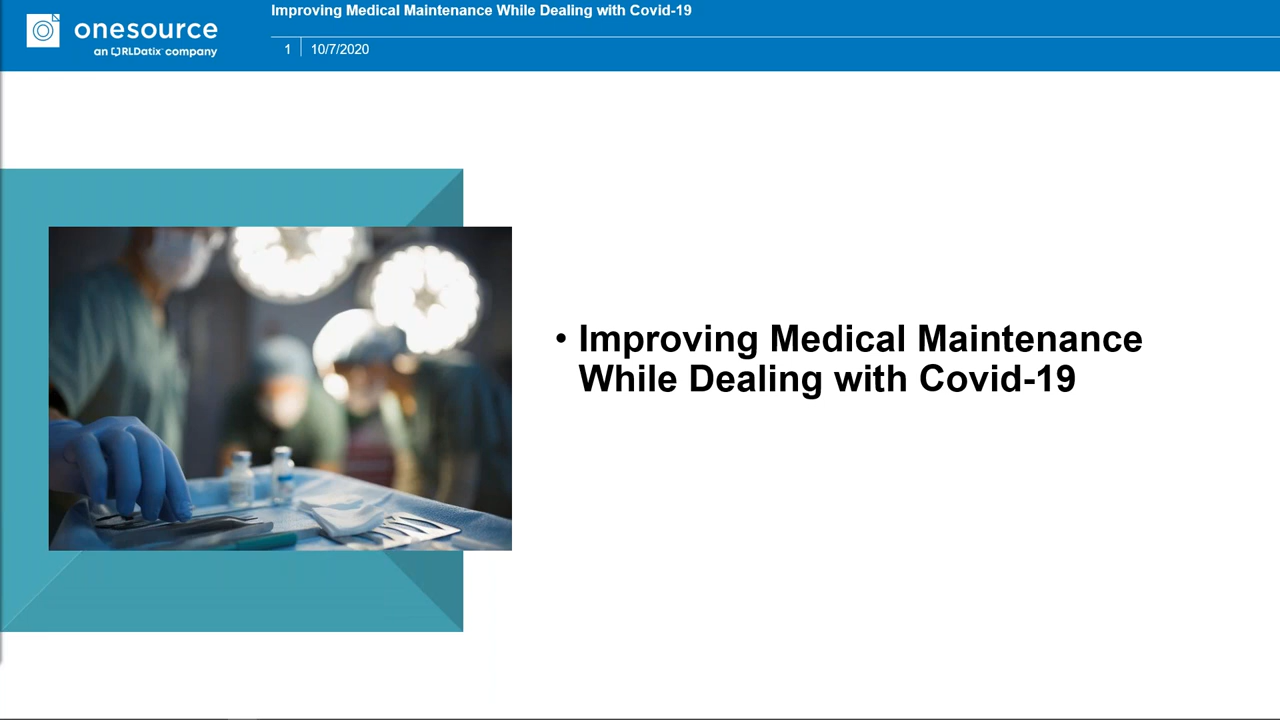 Improving Medical Maintenance While Dealing with Covid-19
onesource
an RLDatix company
1
10/7/2020
• Improving Medical Maintenance
While Dealing with Covid-19